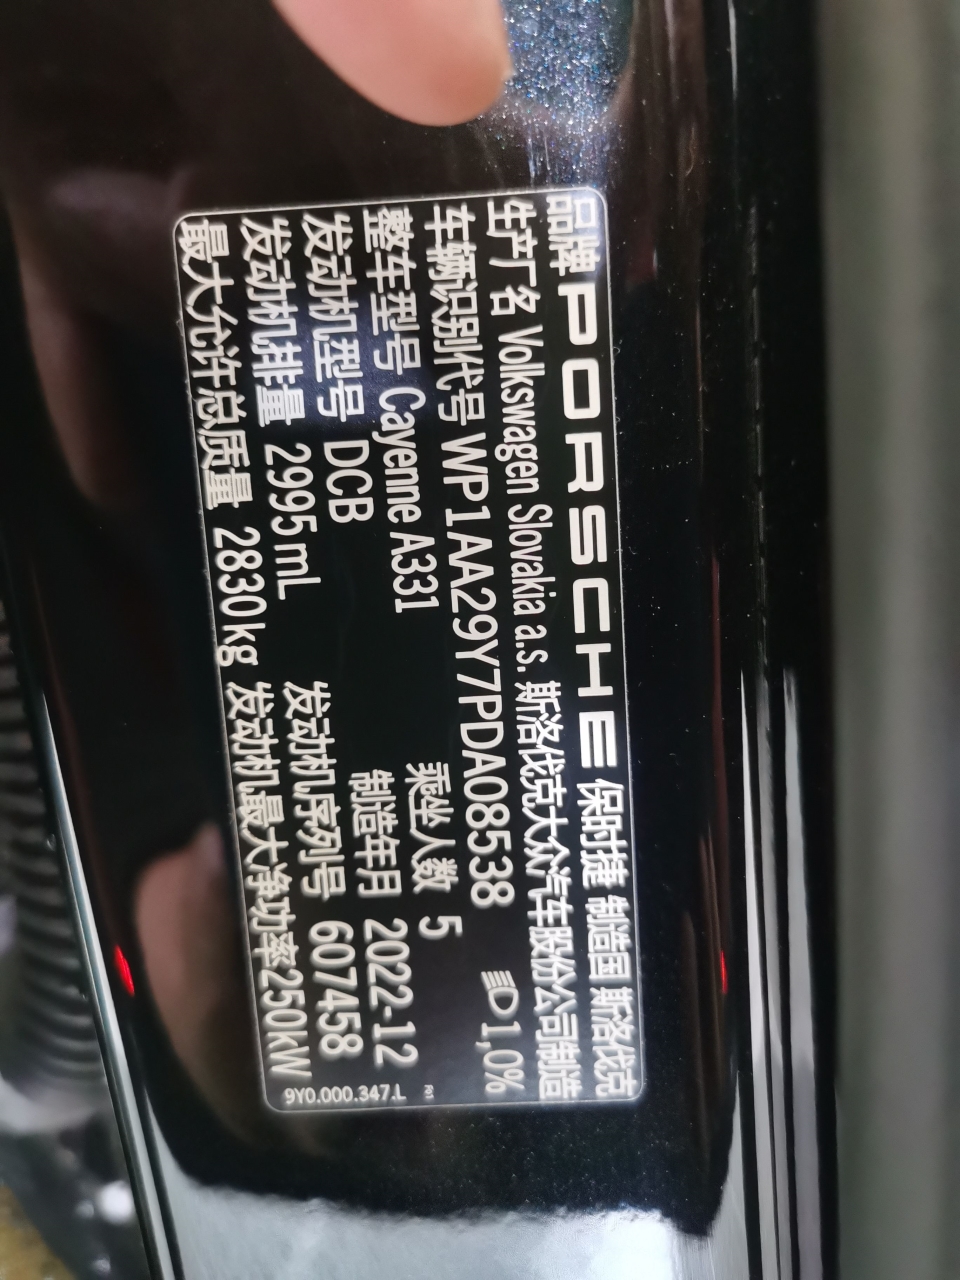 品牌 PORSCHE 保时捷 制造国 斯洛伐克
生产厂名 Volkswagen Slovakia a.s. 斯洛伐克大众汽车股份公司制造
车辆识别代号 WP1AA29Y7PDA08538 1,0%
整车型号 Cayenne A331 乘坐人数 5
发动机型号 DCB 制造年月 2022-12
发动机排量 2995mL 发动机序列号 607458
最大允许总质量 2830kg 发动机最大净功率250kW
9Y0.000.347.L